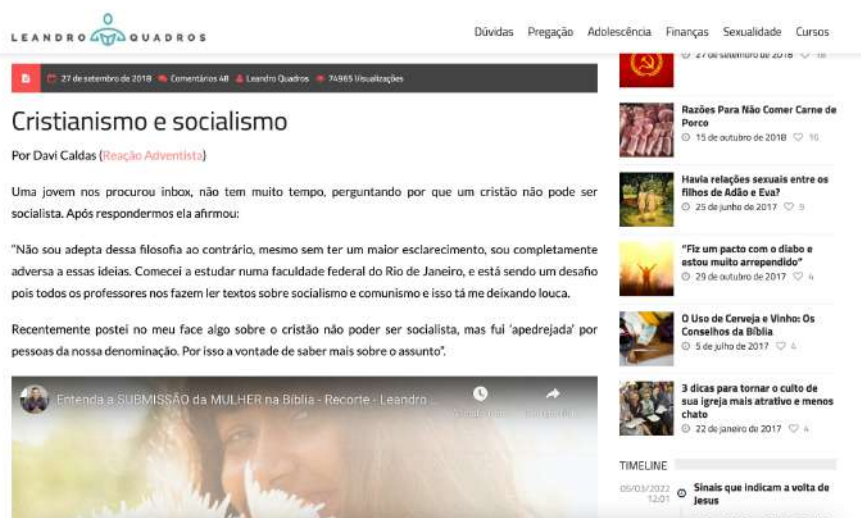 LEANDRO QUADROS
Dúvidas Pregação Adolescência Finanças Sexualidade Cursos
27 de setembro de 2018 Comentários 48 Leandro Quadros 74965 Visualizações
Cristianismo e socialismo
Por Davi Caldas (Reação Adventista)
Uma jovem nos procurou inbox, não tem muito tempo, perguntando por que um cristão não pode ser
socialista. Após respondermos ela afirmou:
"Não sou adepta dessa filosofia ao contrário, mesmo sem ter um maior esclarecimento, sou completamente
adversa a essas ideias. Comecei a estudar numa faculdade federal do Rio de Janeiro, e está sendo um desafio
pois todos os professores nos fazem ler textos sobre socialismo e comunismo e isso tá me deixando louca.
Recentemente postei no meu face algo sobre o cristão não poder ser socialista, mas fui 'apedrejada' por
pessoas da nossa denominação. Por isso a vontade de saber mais sobre o assunto".
Entenda a SUBMISSÃO da MULHER na Bíblia - Recorte - Leandro ...
27 de setembro de 2018 18
Razões Para Não Comer Carne de
Porco
15 de outubro de 2018 16
Havia relações sexuais entre os
filhos de Adão e Eva?
25 de junho de 2017 9
"Fiz um pacto com o diabo e
estou muito arrependido"
29 de outubro de 2017 4
O Uso de Cerveja e Vinho: Os
Conselhos da Bíblia
5 de julho de 2017 4
3 dicas para tornar o culto de
sua igreja mais atrativo e menos
chato
22 de janeiro de 2017 4
TIMELINE
05/03/2022
12:01
Sinais que indicam a volta de
Jesus